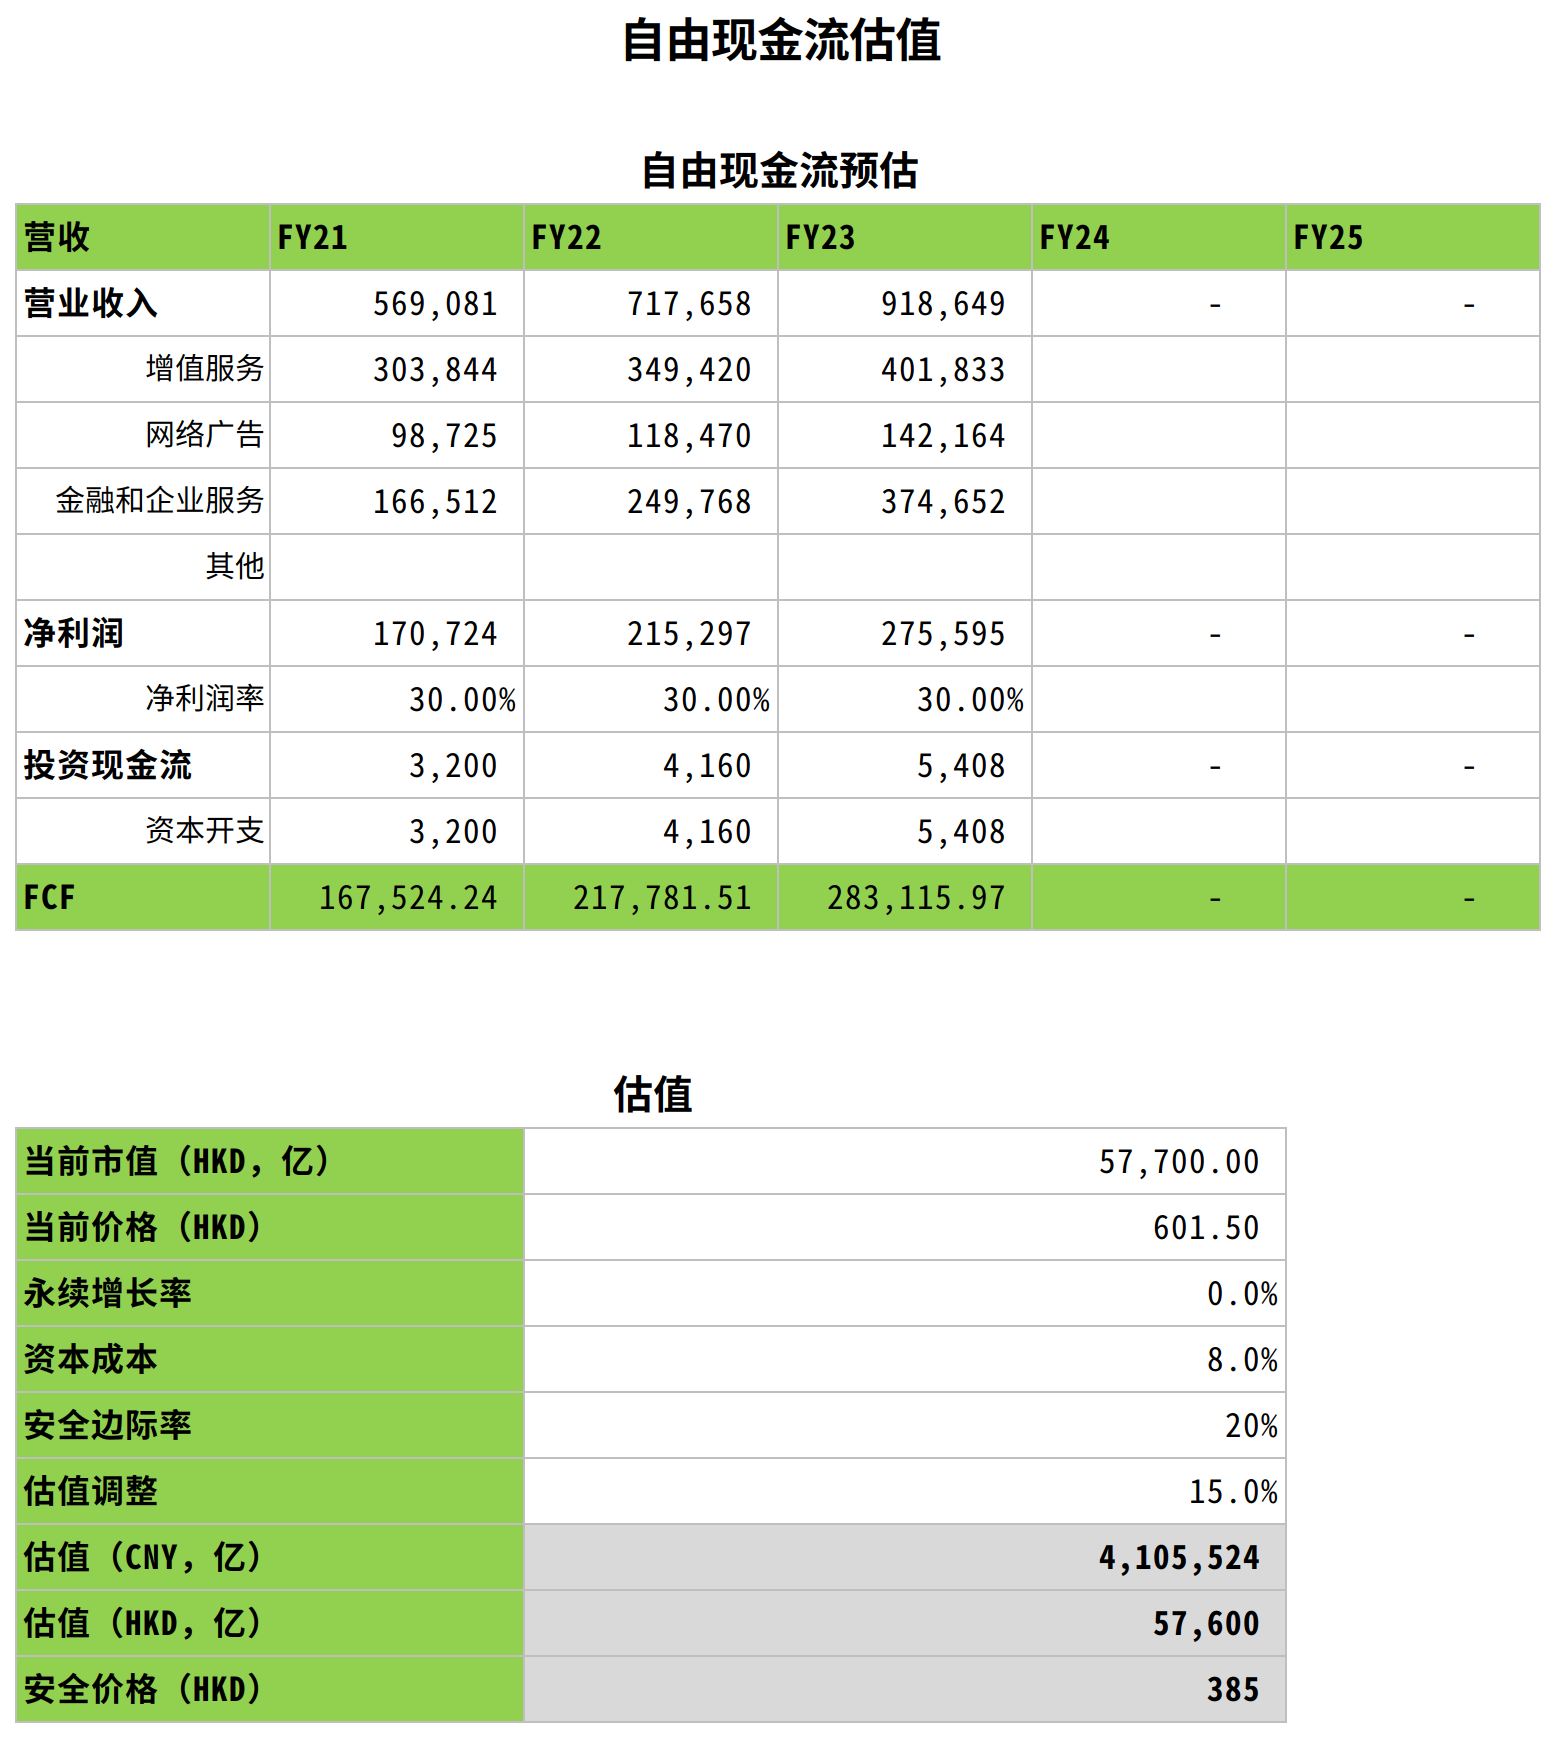 自由现金流估值
自由现金流预估
营收 FY21 FY22 FY23 FY24 FY25
营业收入 569,081 717,658 918,649 - -
增值服务 303,844 349,420 401,833
网络广告 98,725 118,470 142,164
金融和企业服务 166,512 249,768 374,652
其他
净利润 170,724 215,297 275,595 - -
净利润率 30.00% 30.00% 30.00%
投资现金流 3,200 4,160 5,408 - -
资本开支 3,200 4,160 5,408
FCF 167,524.24 217,781.51 283,115.97 - -
估值
当前市值（HKD，亿） 57,700.00
当前价格（HKD） 601.50
永续增长率 0.0%
资本成本 8.0%
安全边际率 20%
估值调整 15.0%
估值（CNY，亿） 4,105,524
估值（HKD，亿） 57,600
安全价格（HKD） 385